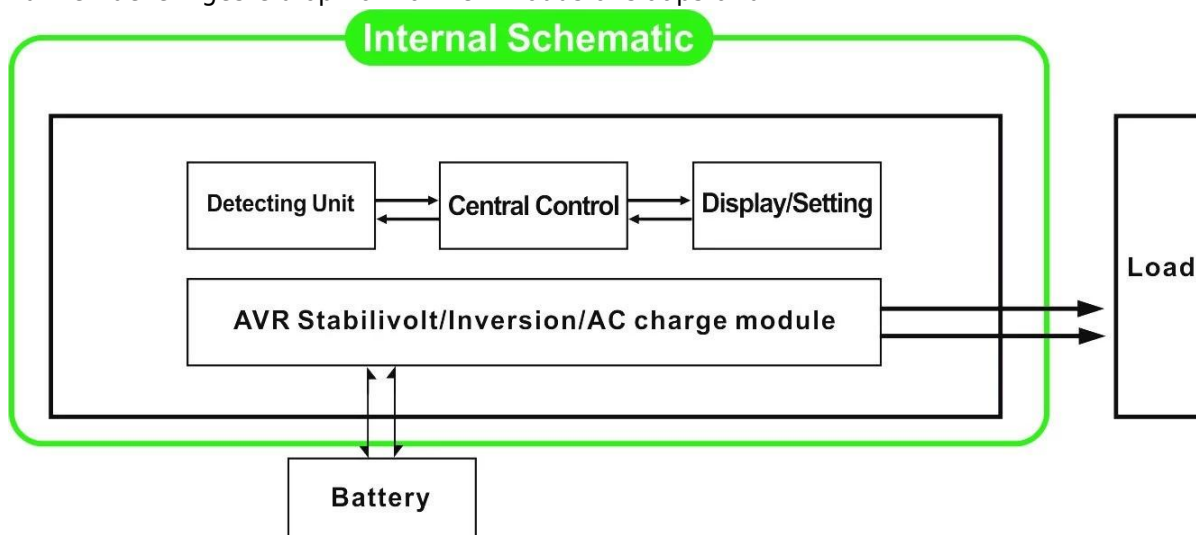 Internal Schematic
Detecting Unit
Central Control
Display/Setting
Load
AVR Stabilivolt/Inversion/AC charge module
Battery